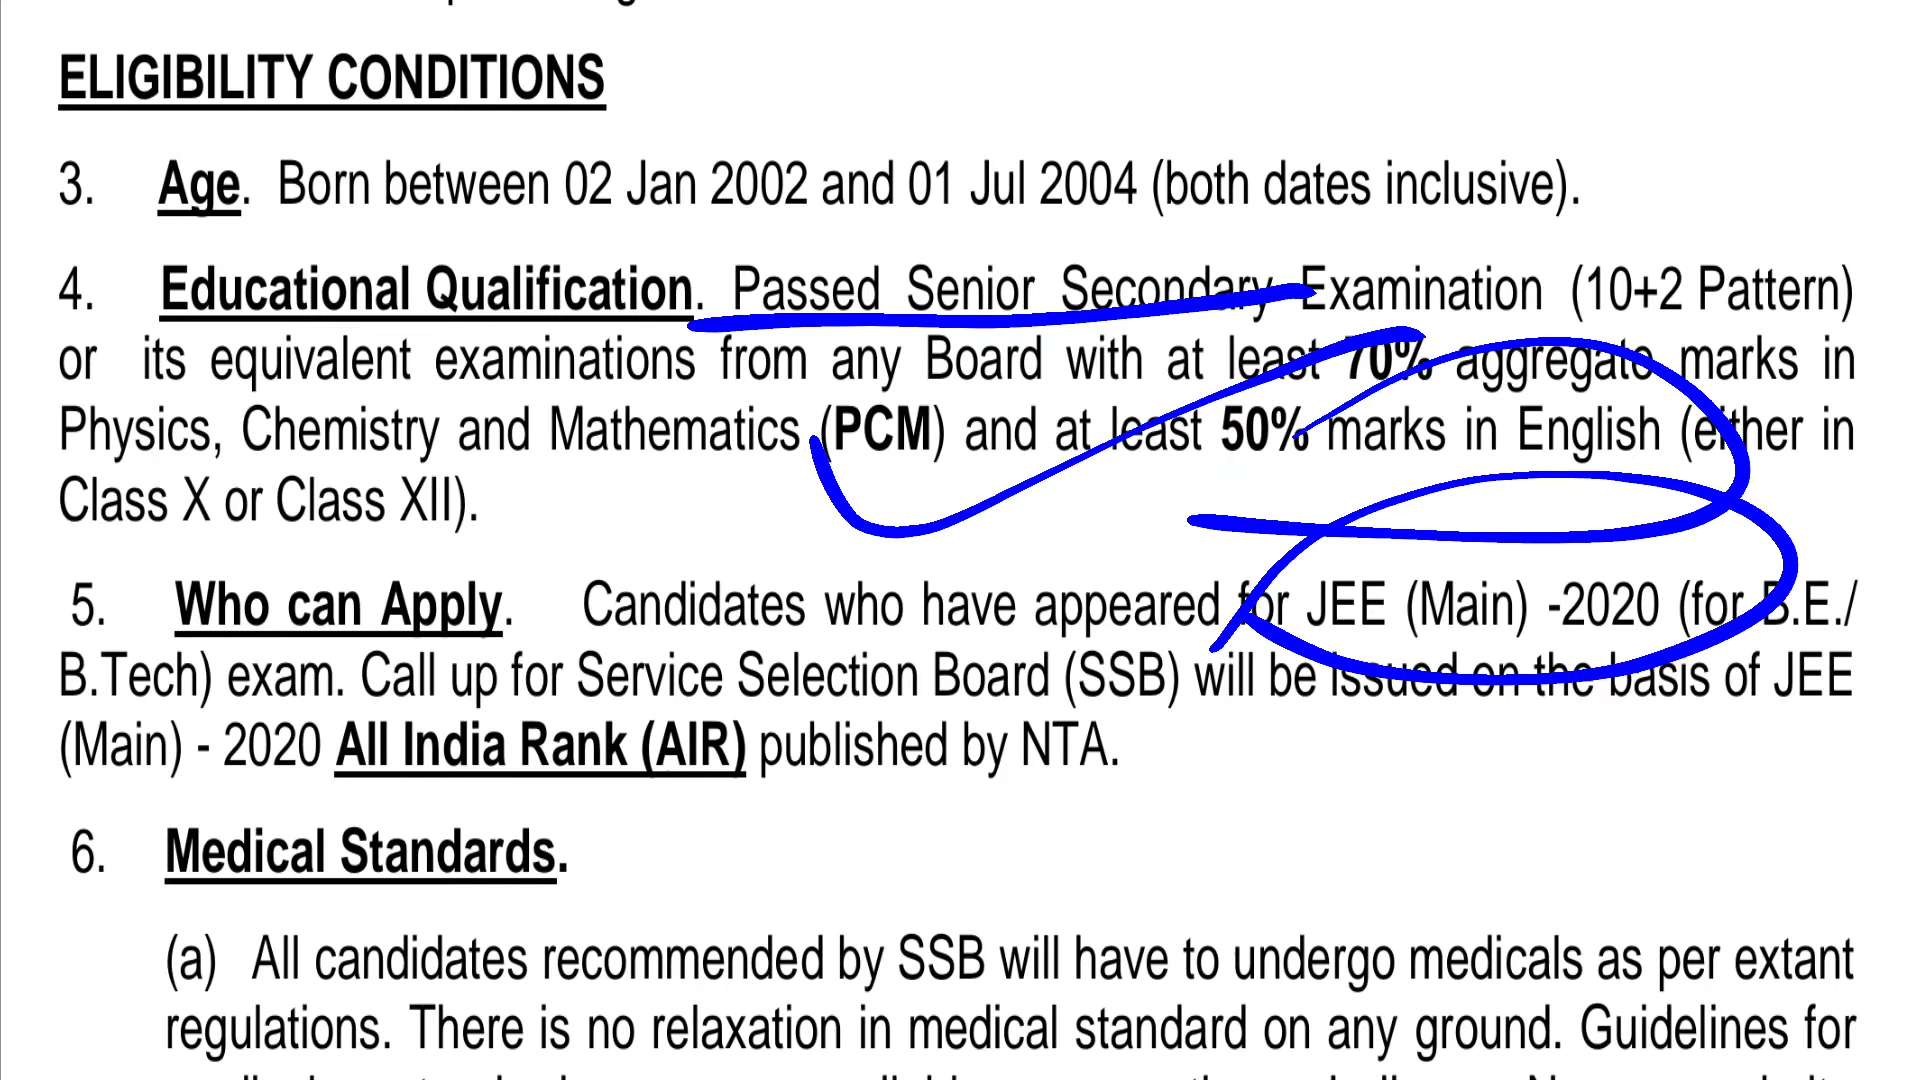 ELIGIBILITY CONDITIONS
3. Age. Born between 02 Jan 2002 and 01 Jul 2004 (both dates inclusive).
4. Educational Qualification. Passed Senior Secondary Examination (10+2 Pattern)
or its equivalent examinations from any Board with at least 70% aggregate marks in
Physics, Chemistry and Mathematics (PCM) and at least 50% marks in English (either in
Class X or Class XII).
5. Who can Apply. Candidates who have appeared for JEE (Main) -2020 (for B.E./
B.Tech) exam. Call up for Service Selection Board (SSB) will be issued on the basis of JEE
(Main) - 2020 All India Rank (AIR) published by NTA.
6. Medical Standards.
(a) All candidates recommended by SSB will have to undergo medicals as per extant
regulations. There is no relaxation in medical standard on any ground. Guidelines for